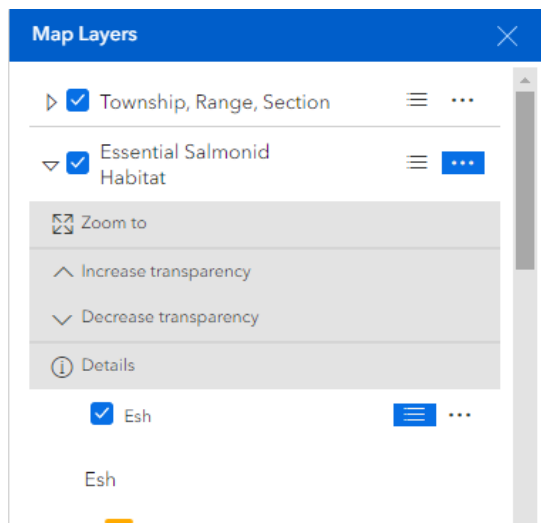 Map Layers
Township, Range, Section
Essential Salmonid
Habitat
Zoom to
Increase transparency
Decrease transparency
Details
Esh
Esh